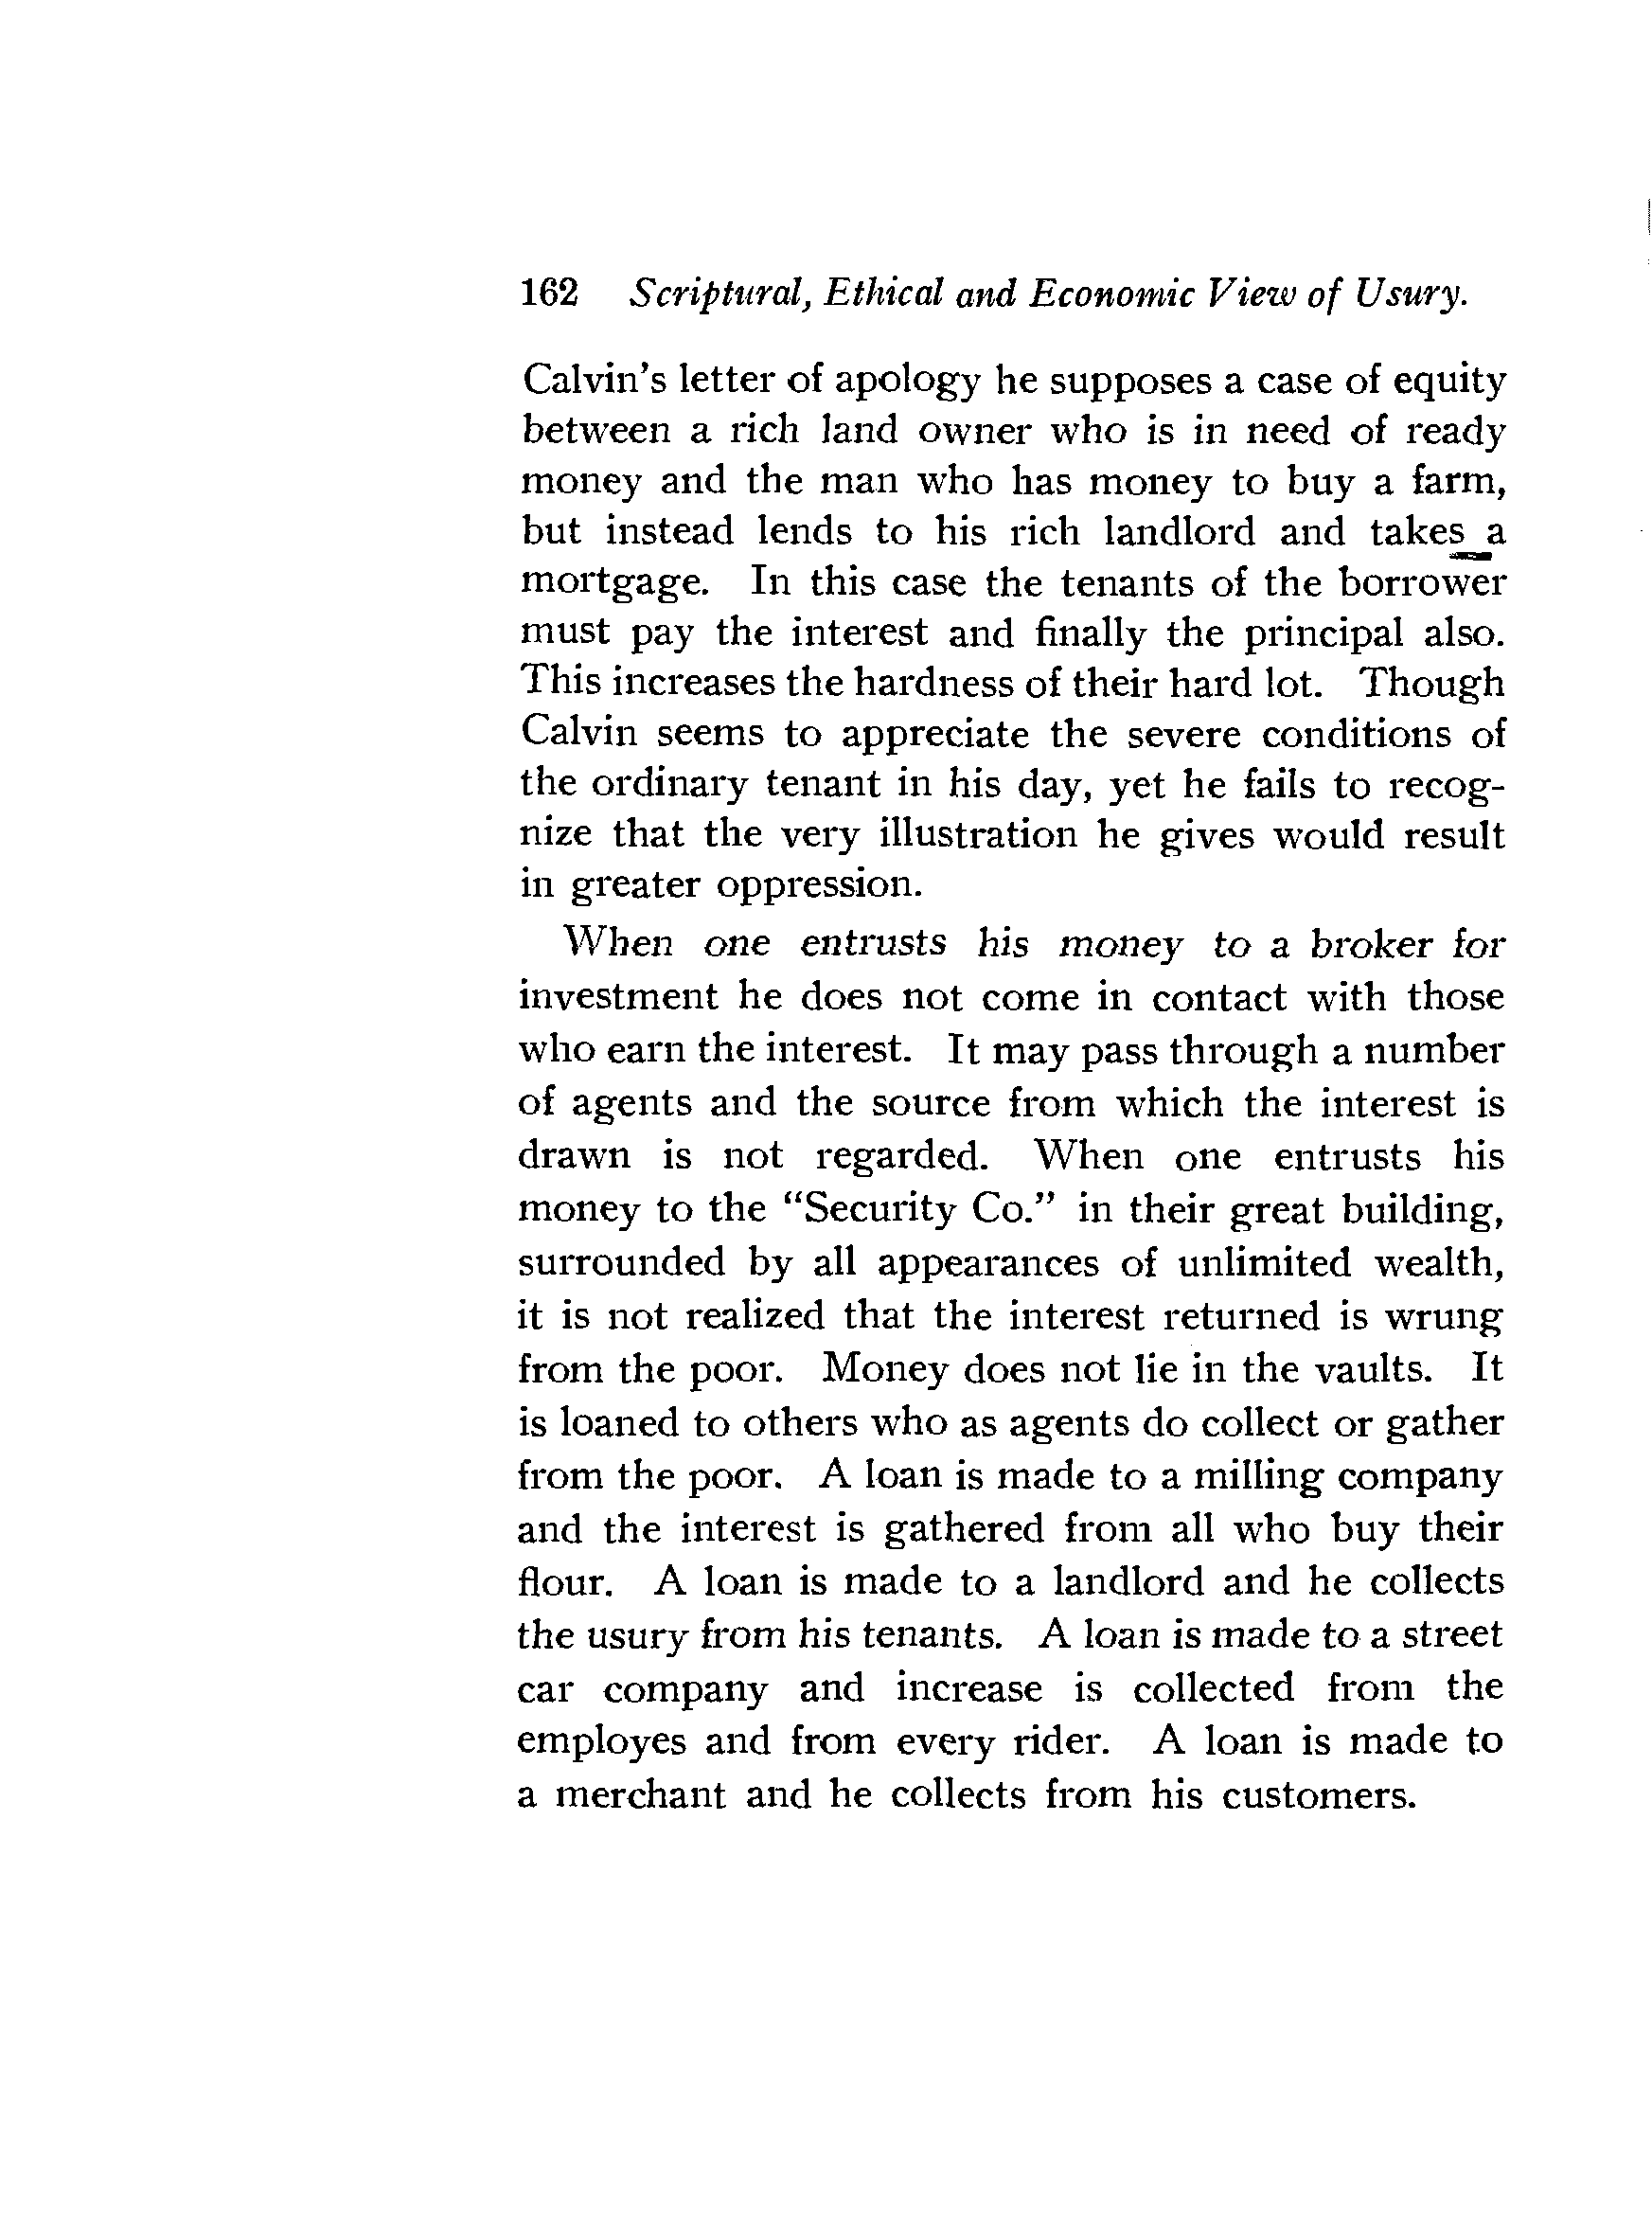 162 Scriptural, Ethical and Economic View of Usury.
Calvin's letter of apology he supposes a case of equity
between a rich land owner who is in need of ready
money and the man who has money to buy a farm,
but instead lends to his rich landlord and takes a
mortgage. In this case the tenants of the borrower
must pay the interest and finally the principal also.
This increases the hardness of their hard lot. Though
Calvin seems to appreciate the severe conditions of
the ordinary tenant in his day, yet he fails to recog-
nize that the very illustration he gives would result
in greater oppression.
When one entrusts his money to a broker for
investment he does not come in contact with those
who earn the interest. It may pass through a number
of agents and the source from which the interest is
drawn is not regarded. When one entrusts his
money to the "Security Co." in their great building,
surrounded by all appearances of unlimited wealth,
it is not realized that the interest returned is wrung
from the poor. Money does not lie in the vaults. It
is loaned to others who as agents do collect or gather
from the poor. A loan is made to a milling company
and the interest is gathered from all who buy their
flour. A loan is made to a landlord and he collects
the usury from his tenants. A loan is made to a street
car company and increase is collected from the
employes and from every rider. A loan is made to
a merchant and he collects from his customers.